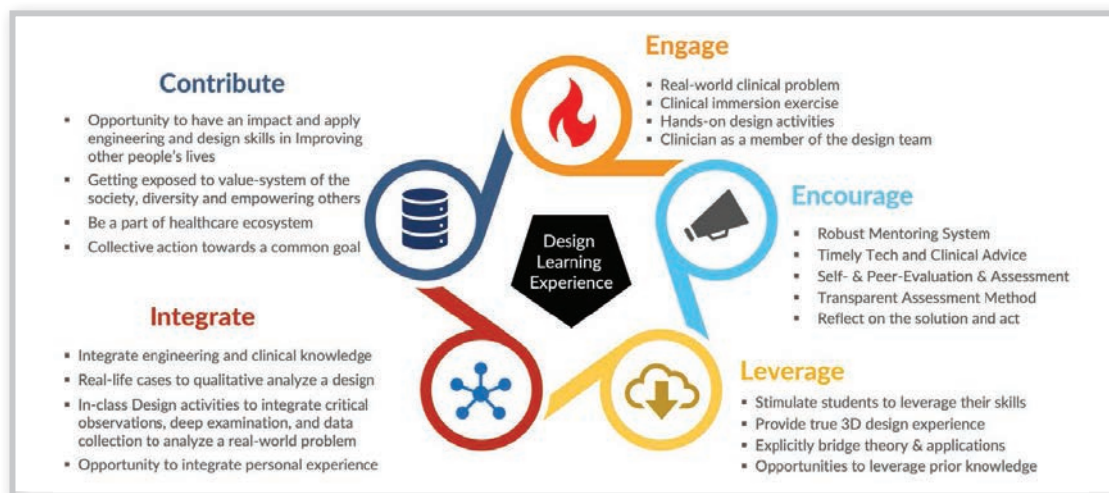 Engage
▪ Real-world clinical problem
▪ Clinical immersion exercise
▪ Hands-on design activities
▪ Clinician as a member of the design team
Encourage
▪ Robust Mentoring System
▪ Timely Tech and Clinical Advice
▪ Self- & Peer-Evaluation & Assessment
▪ Transparent Assessment Method
▪ Reflect on the solution and act
Leverage
▪ Stimulate students to leverage their skills
▪ Provide true 3D design experience
▪ Explicitly bridge theory & applications
▪ Opportunities to leverage prior knowledge
Integrate
▪ Integrate engineering and clinical knowledge
▪ Real-life cases to qualitative analyze a design
▪ In-class Design activities to integrate critical
observations, deep examination, and data
collection to analyze a real-world problem
▪ Opportunity to integrate personal experience
Contribute
▪ Opportunity to have an impact and apply
engineering and design skills in Improving
other people's lives
▪ Getting exposed to value-system of the
society, diversity and empowering others
▪ Be a part of healthcare ecosystem
▪ Collective action towards a common goal
Design
Learning
Experience